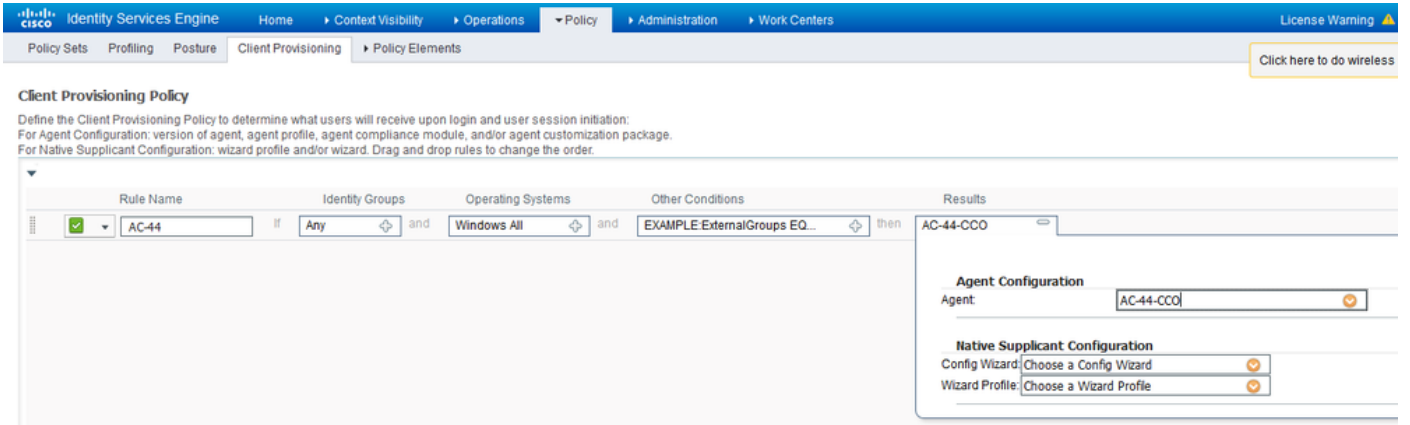 cisco Identity Services Engine Home Context Visibility Operations Policy Administration Work Centers License Warning
Policy Sets Profiling Posture Client Provisioning Policy Elements
Click here to do wireless
Client Provisioning Policy
Define the Client Provisioning Policy to determine what users will receive upon login and user session initiation:
For Agent Configuration: version of agent, agent profile, agent compliance module, and/or agent customization package.
For Native Supplicant Configuration: wizard profile and/or wizard. Drag and drop rules to change the order.
Rule Name Identity Groups Operating Systems Other Conditions Results
AC-44 If Any and Windows All and EXAMPLE:ExternalGroups EQ... then AC-44-CCO
Agent Configuration
Agent: AC-44-CCO
Native Supplicant Configuration
Config Wizard: Choose a Config Wizard
Wizard Profile: Choose a Wizard Profile